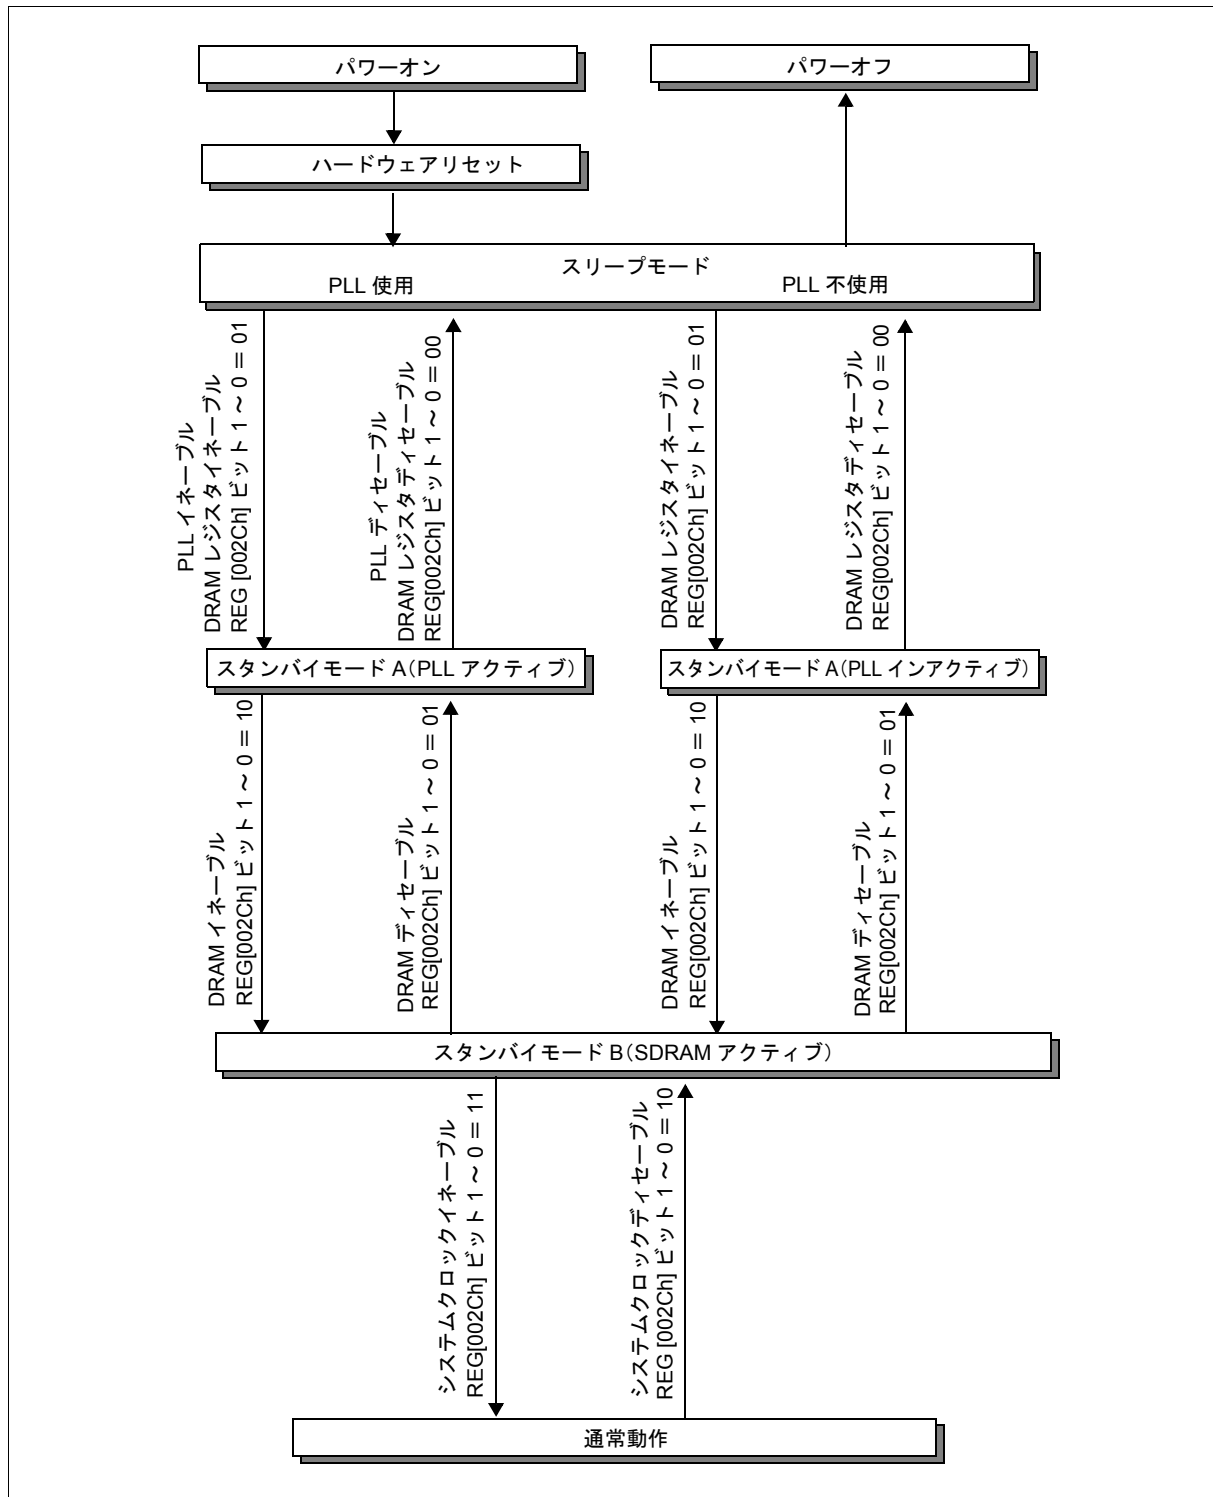 パワーオン
パワーオフ
ハードウェアリセット
スリープモード
PLL 使用
PLL 不使用
PLL イネーブル
DRAM レジスタイネーブル
REG [002Ch] ビット 1 ~ 0 = 01
PLL ディセーブル
DRAM レジスタディセーブル
REG[002Ch] ビット 1 ~ 0 = 00
DRAM レジスタイネーブル
REG[002Ch] ビット 1 ~ 0 = 01
DRAM レジスタディセーブル
REG[002Ch] ビット 1 ~ 0 = 00
スタンバイモード A(PLL アクティブ)
スタンバイモード A(PLL インアクティブ)
DRAM イネーブル
REG[002Ch] ビット 1 ~ 0 = 10
DRAM ディセーブル
REG[002Ch] ビット 1 ~ 0 = 01
DRAM イネーブル
REG[002Ch] ビット 1 ~ 0 = 10
DRAM ディセーブル
REG[002Ch] ビット 1 ~ 0 = 01
スタンバイモード B(SDRAM アクティブ)
システムクロックイネーブル
REG[002Ch] ビット 1 ~ 0 = 11
システムクロックディセーブル
REG [002Ch] ビット 1 ~ 0 = 10
通常動作